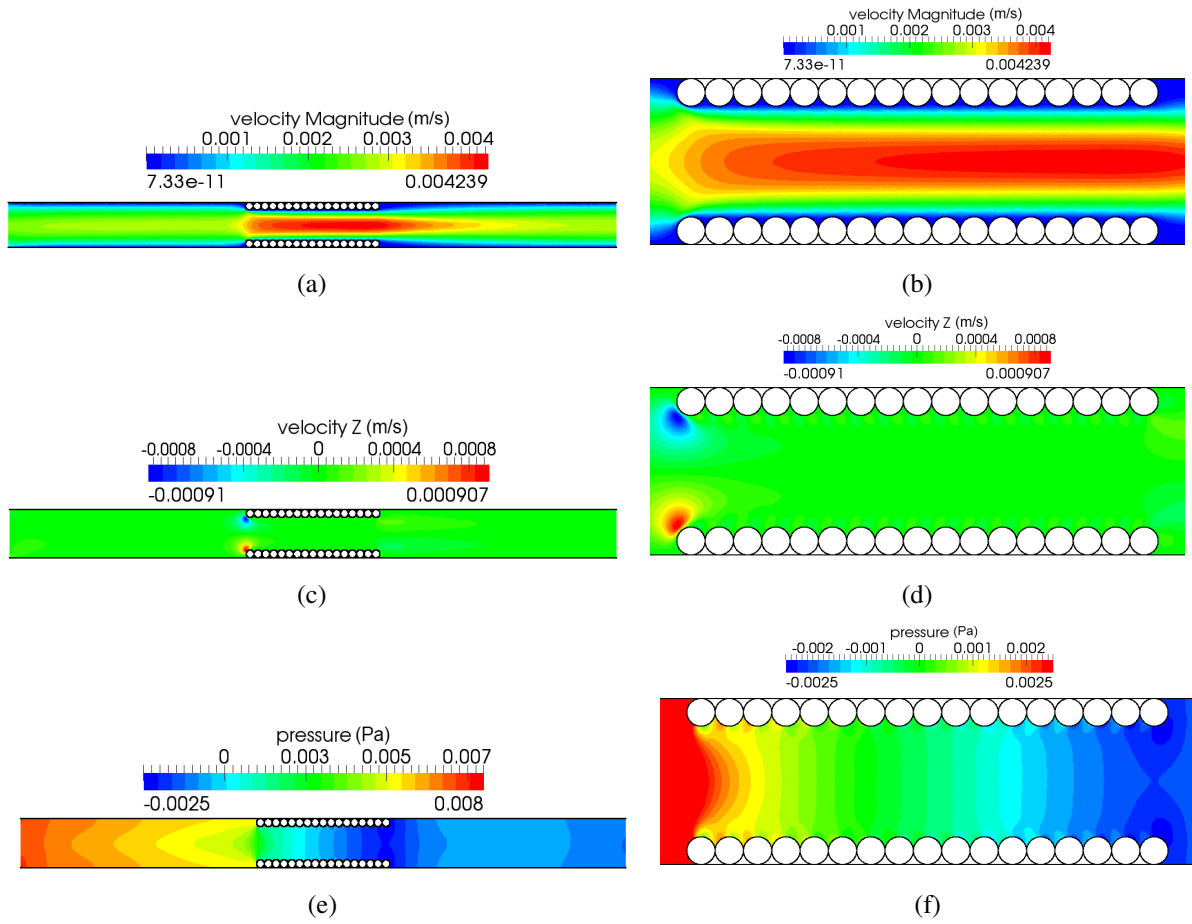 velocity Magnitude (m/s)
0.001 0.002 0.003 0.004
7.33e-11 0.004239
(a)
velocity Magnitude (m/s)
0.001 0.002 0.003 0.004
7.33e-11 0.004239
(b)
velocity Z (m/s)
-0.0008 -0.0004 0 0.0004 0.0008
-0.00091 0.000907
(c)
velocity Z (m/s)
-0.0008 -0.0004 0 0.0004 0.0008
-0.00091 0.000907
(d)
pressure (Pa)
0 0.003 0.005 0.007
-0.0025 0.008
(e)
pressure (Pa)
-0.002 -0.001 0 0.001 0.002
-0.0025 0.0025
(f)